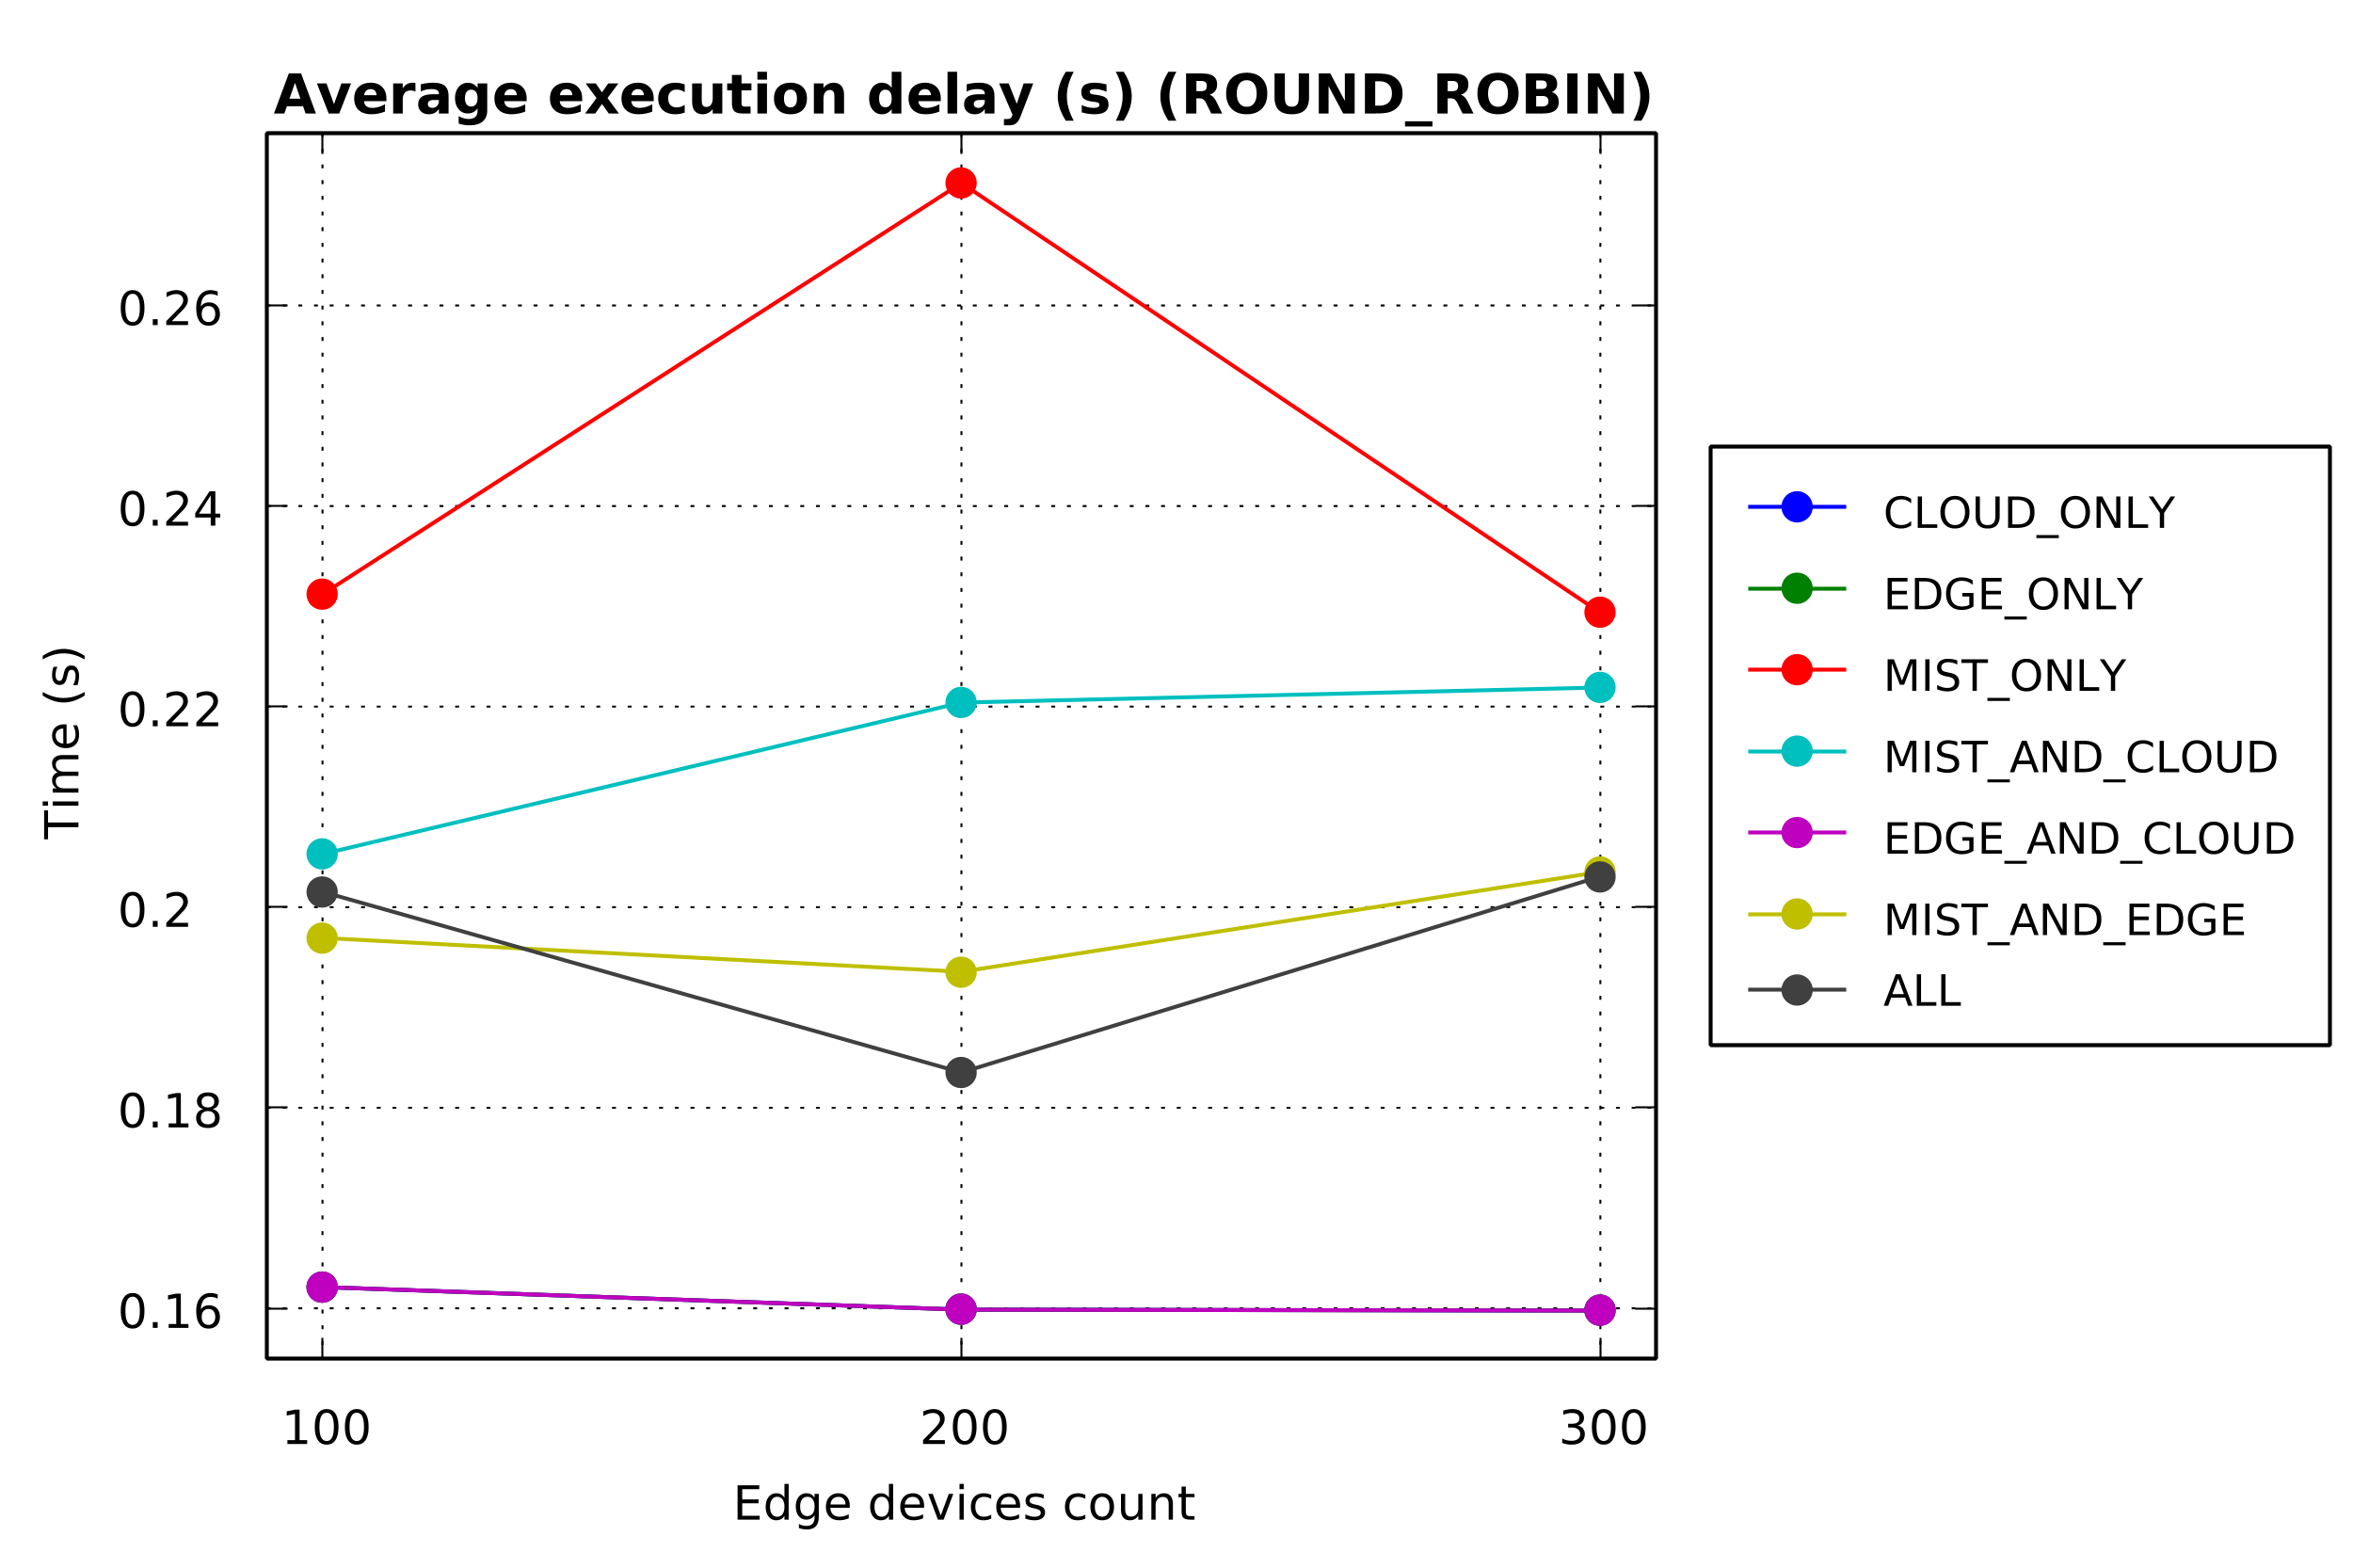 Average execution delay (s) (ROUND_ROBIN)
0.26
0.24
0.22
0.2
0.18
0.16
Time (s)
100 200 300
Edge devices count
CLOUD_ONLY
EDGE_ONLY
MIST_ONLY
MIST_AND_CLOUD
EDGE_AND_CLOUD
MIST_AND_EDGE
ALL